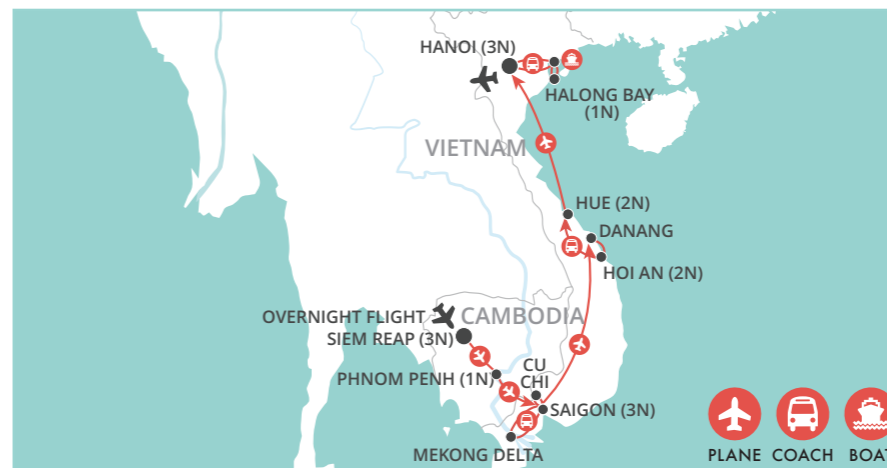 HANOI (3N)
HALONG BAY
(1N)
VIETNAM
HUE (2N)
DANANG
HOI AN (2N)
OVERNIGHT FLIGHT
CAMBODIA
SIEM REAP (3N)
PHNOM PENH (1N)
CU
CHI
SAIGON (3N)
MEKONG DELTA
PLANE COACH BOAT